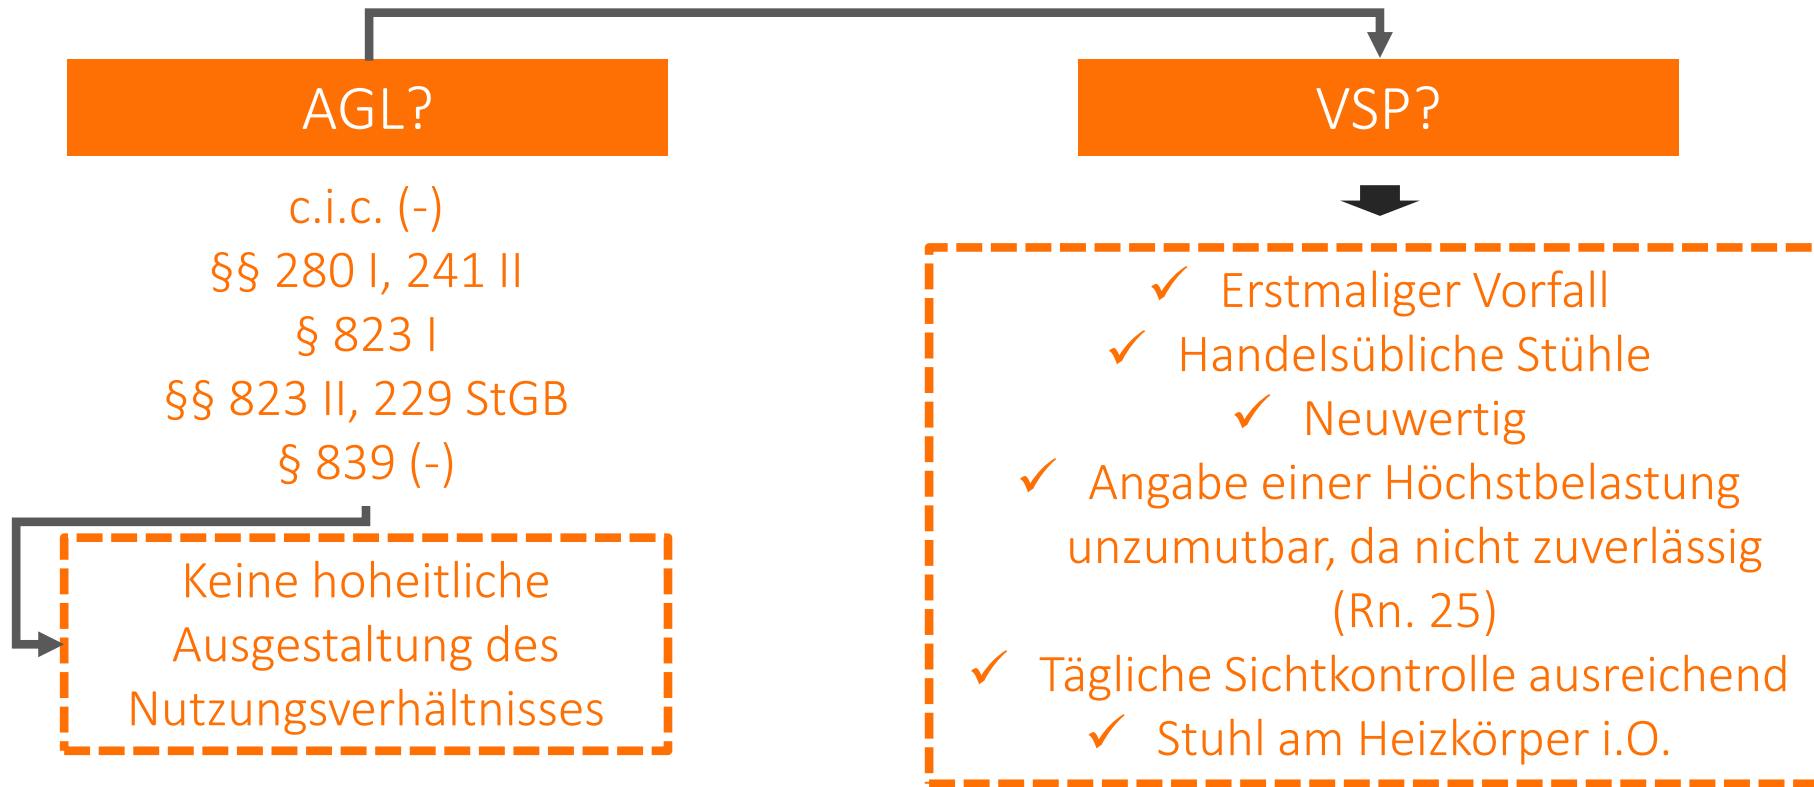 AGL?
c.i.c. (-)
§§ 280 I, 241 II
§ 823 I
§§ 823 II, 229 StGB
§ 839 (-)
Keine hoheitliche
Ausgestaltung des
Nutzungsverhältnisses
VSP?
✓ Erstmaliger Vorfall
✓ Handelsübliche Stühle
✓ Neuwertig
✓ Angabe einer Höchstbelastung
unzumutbar, da nicht zuverlässig
(Rn. 25)
✓ Tägliche Sichtkontrolle ausreichend
✓ Stuhl am Heizkörper i.O.